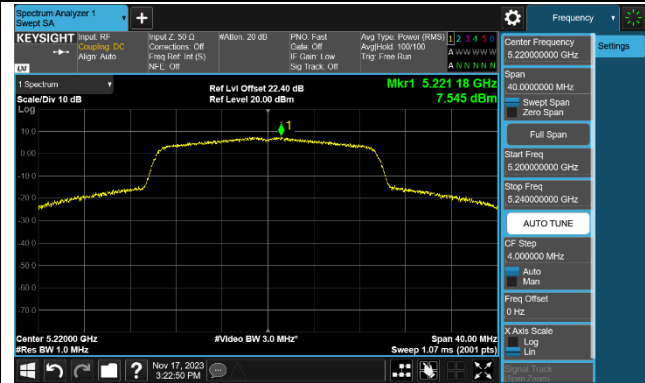 Spectrum Analyzer 1
Swept SA
Frequency
KEYSIGHT
Input: RF
Coupling: DC
Align: Auto
Input Z: 50 Ω
Corrections: Off
Freq Ref: Int (S)
NFE: Off
#Atten: 20 dB
PNO: Fast
Gate: Off
IF Gain: Low
Sig Track: Off
Avg Type: Power (RMS)
Avg|Hold: 100/100
Trig: Free Run
1 2 3 4 5 6
A W W W W W
A N N N N N
LXI
1 Spectrum
Scale/Div 10 dB
Ref Lvl Offset 22.40 dB
Ref Level 20.00 dBm
Mkr1 5.221 18 GHz
7.545 dBm
Log
1
10.0
0.00
-10.0
-20.0
-30.0
-40.0
-50.0
-60.0
-70.0
Center 5.22000 GHz
#Res BW 1.0 MHz
#Video BW 3.0 MHz*
Span 40.00 MHz
Sweep 1.07 ms (2001 pts)
Nov 17, 2023
3:22:50 PM
Center Frequency
5.220000000 GHz
Settings
Span
40.0000000 MHz
Swept Span
Zero Span
Full Span
Start Freq
5.200000000 GHz
Stop Freq
5.240000000 GHz
AUTO TUNE
CF Step
4.000000 MHz
Auto
Man
Freq Offset
0 Hz
X Axis Scale
Log
Lin
Signal Track
(Span Zoom)